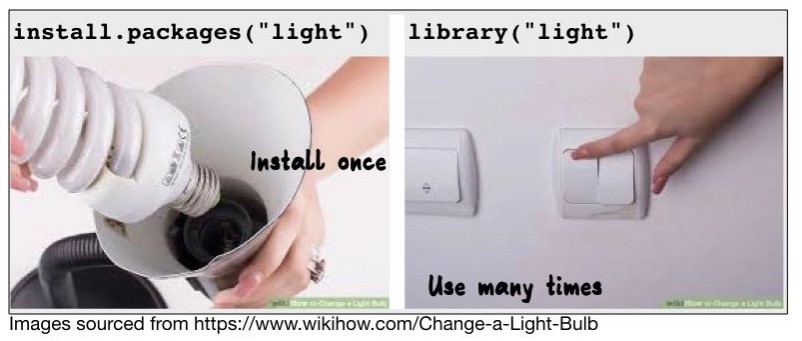 install.packages("light")
library("light")
Install once
Use many times
wiki How to Change a Light Bulb
wiki How to Change a Light Bulb
Images sourced from https://www.wikihow.com/Change-a-Light-Bulb